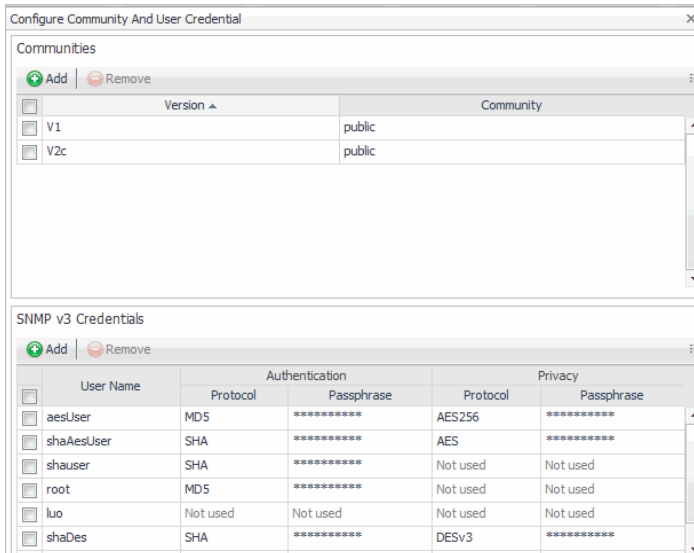 Configure Community And User Credential
Communities
Add Remove
Version Community
V1 public
V2c public
SNMP v3 Credentials
Add Remove
User Name Authentication Privacy
Protocol Passphrase Protocol Passphrase
aesUser MD5 ********** AES256 **********
shaAesUser SHA ********** AES **********
shauser SHA ********** Not used Not used
root MD5 ********** Not used Not used
luo Not used Not used Not used Not used
shaDes SHA ********** DESv3 **********